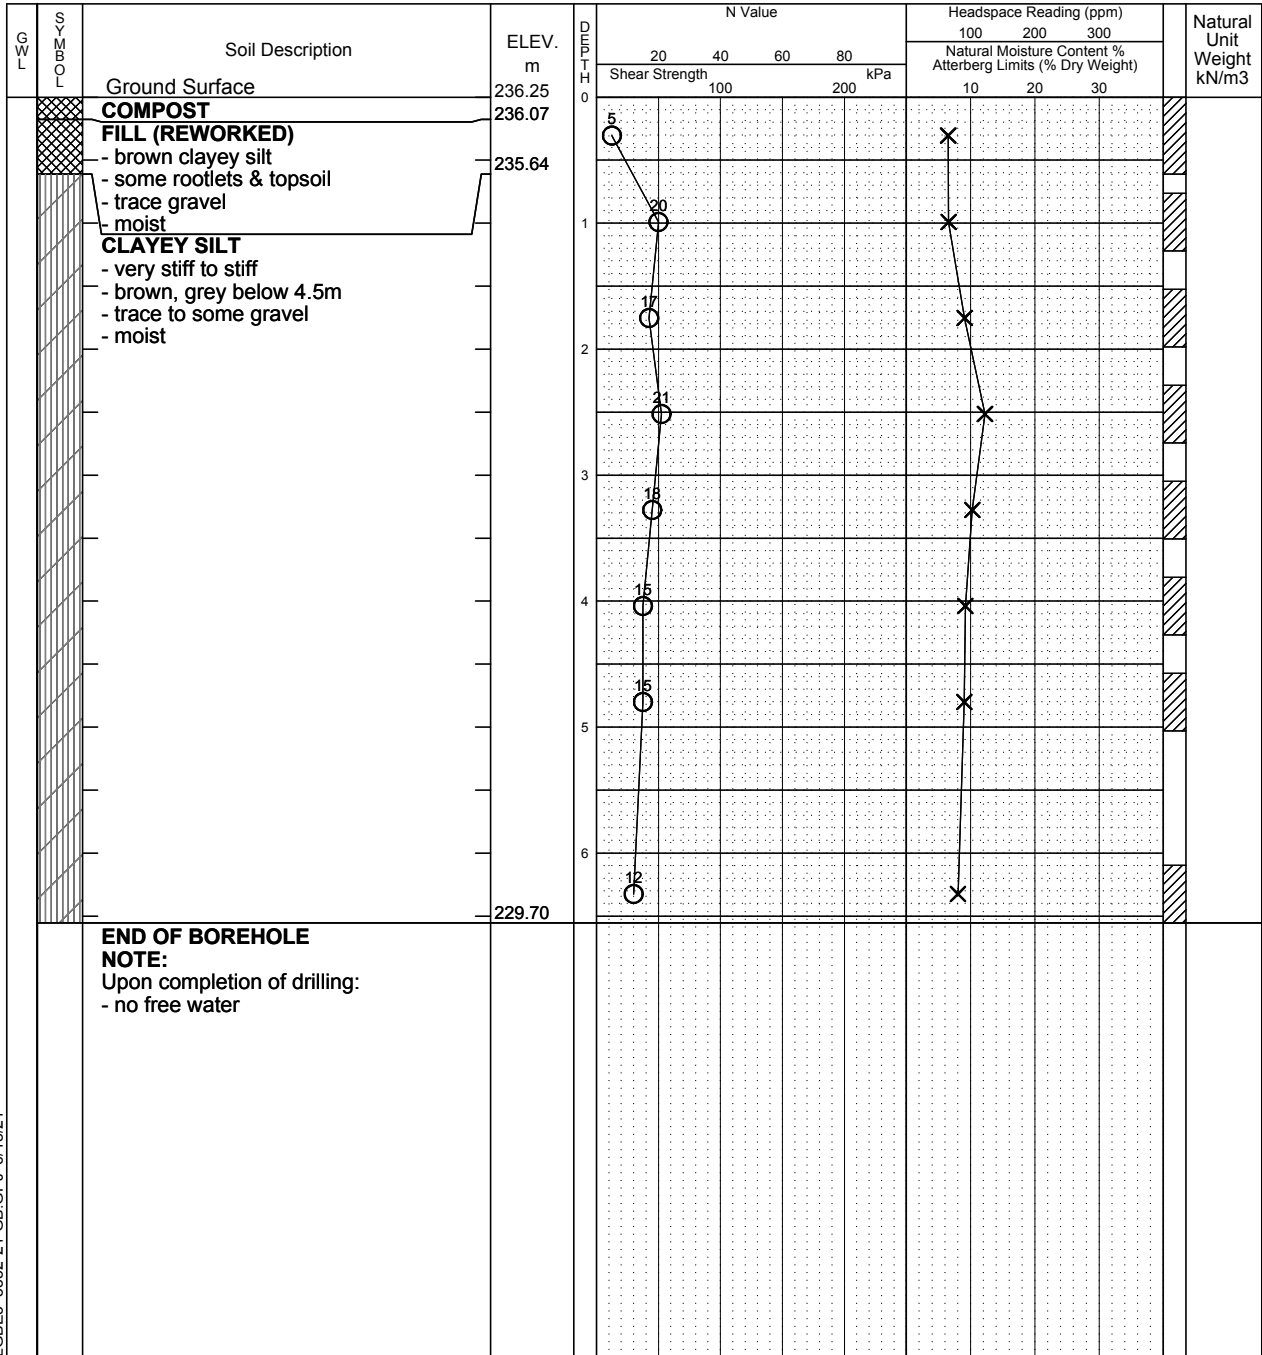 GWL
SYMBOL
Soil Description
ELEV.
m
DEPTH
N Value
20 40 60 80
Shear Strength kPa
100 200
Headspace Reading (ppm)
100 200 300
Natural Moisture Content %
Atterberg Limits (% Dry Weight)
10 20 30
Natural
Unit
Weight
kN/m3
Ground Surface 236.25 0
COMPOST 236.07
FILL (REWORKED)
- brown clayey silt 235.64
- some rootlets & topsoil
- trace gravel
- moist
CLAYEY SILT
- very stiff to stiff
- brown, grey below 4.5m
- trace to some gravel
- moist
5
20
1
17
2
21
3
18
15
4
15
5
6
12
229.70
END OF BOREHOLE
NOTE:
Upon completion of drilling:
- no free water